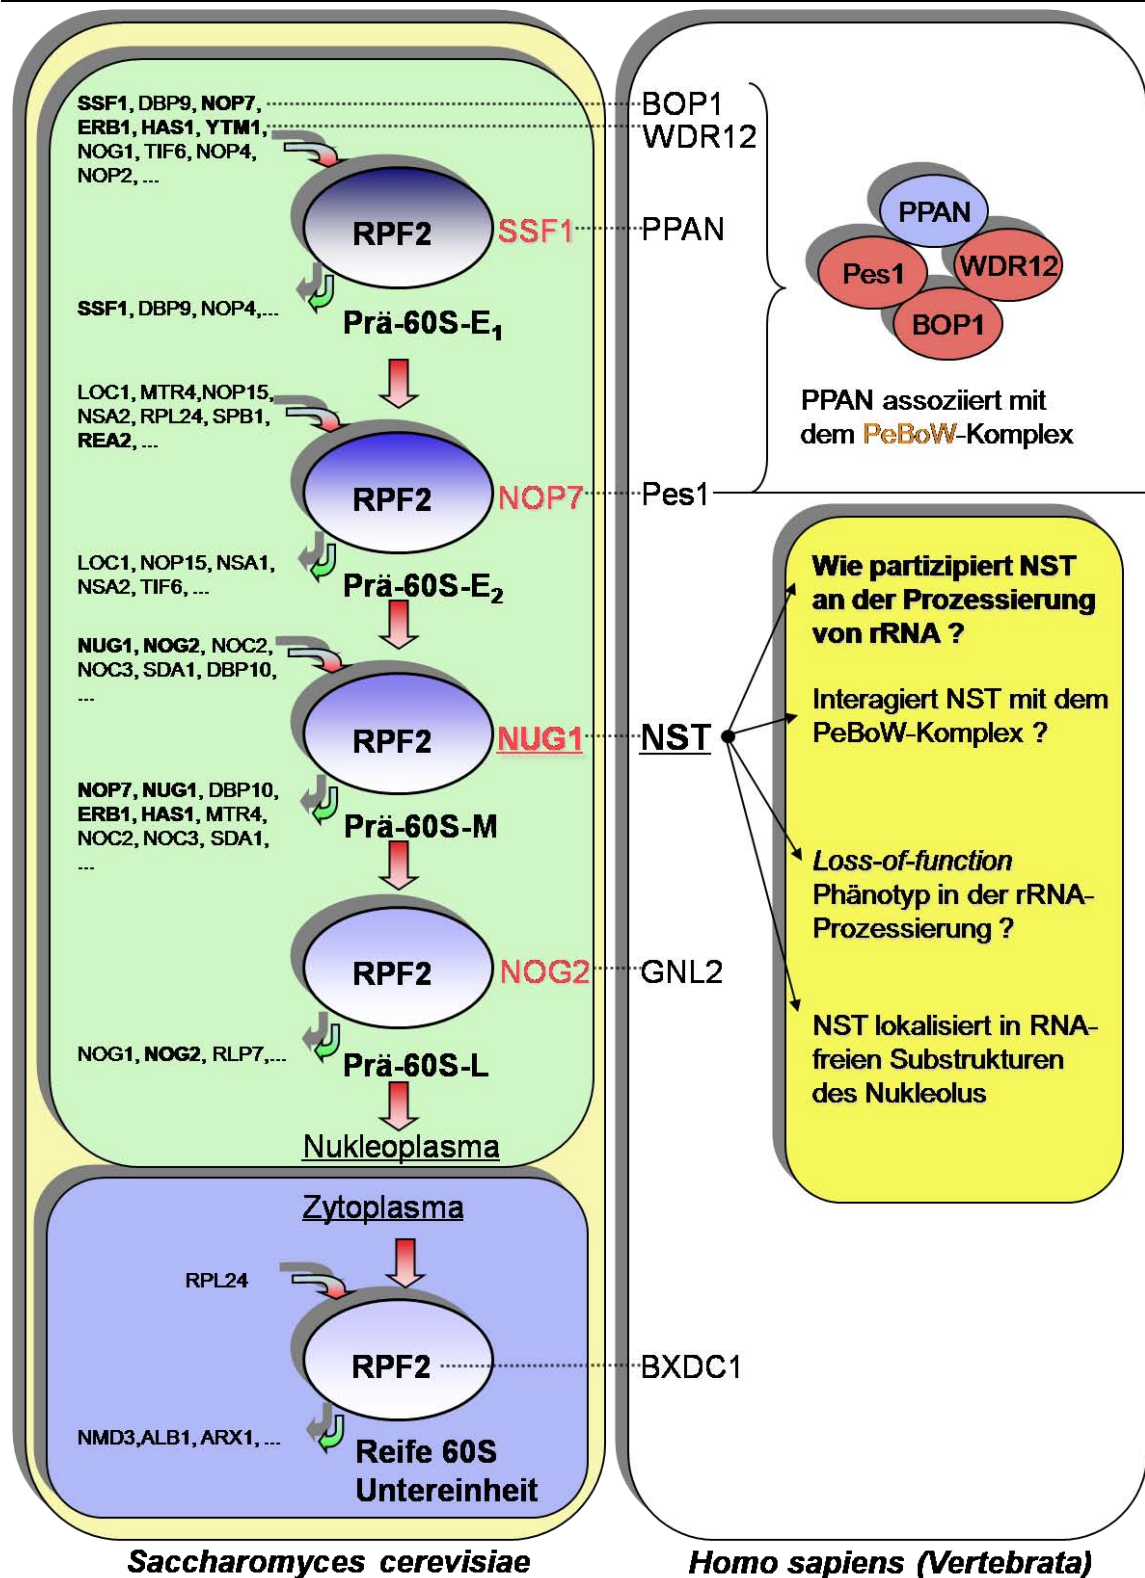 SSF1, DBP9, NOP7,
ERB1, HAS1, YTM1,
NOG1, TIF6, NOP4,
NOP2, ...
BOP1
WDR12
RPF2
SSF1
PPAN
SSF1, DBP9, NOP4,...
Prä-60S-E1
PPAN
Pes1
WDR12
BOP1
PPAN assoziiert mit
dem PeBoW-Komplex
LOC1, MTR4,NOP15,
NSA2, RPL24, SPB1,
REA2, ...
RPF2
NOP7
Pes1
LOC1, NOP15, NSA1,
NSA2, TIF6, ...
Prä-60S-E2
NUG1, NOG2, NOC2,
NOC3, SDA1, DBP10,
...
RPF2
NUG1
NST
NOP7, NUG1, DBP10,
ERB1, HAS1, MTR4,
NOC2, NOC3, SDA1,
...
Prä-60S-M
Wie partizipiert NST
an der Prozessierung
von rRNA ?
Interagiert NST mit dem
PeBoW-Komplex ?
Loss-of-function
Phänotyp in der rRNA-
Prozessierung ?
NST lokalisiert in RNA-
freien Substrukturen
des Nukleolus
RPF2
NOG2
GNL2
NOG1, NOG2, RLP7,...
Prä-60S-L
Nukleoplasma
Zytoplasma
RPL24
RPF2
BXDC1
NMD3,ALB1, ARX1, ...
Reife 60S
Untereinheit
Saccharomyces cerevisiae
Homo sapiens (Vertebrata)